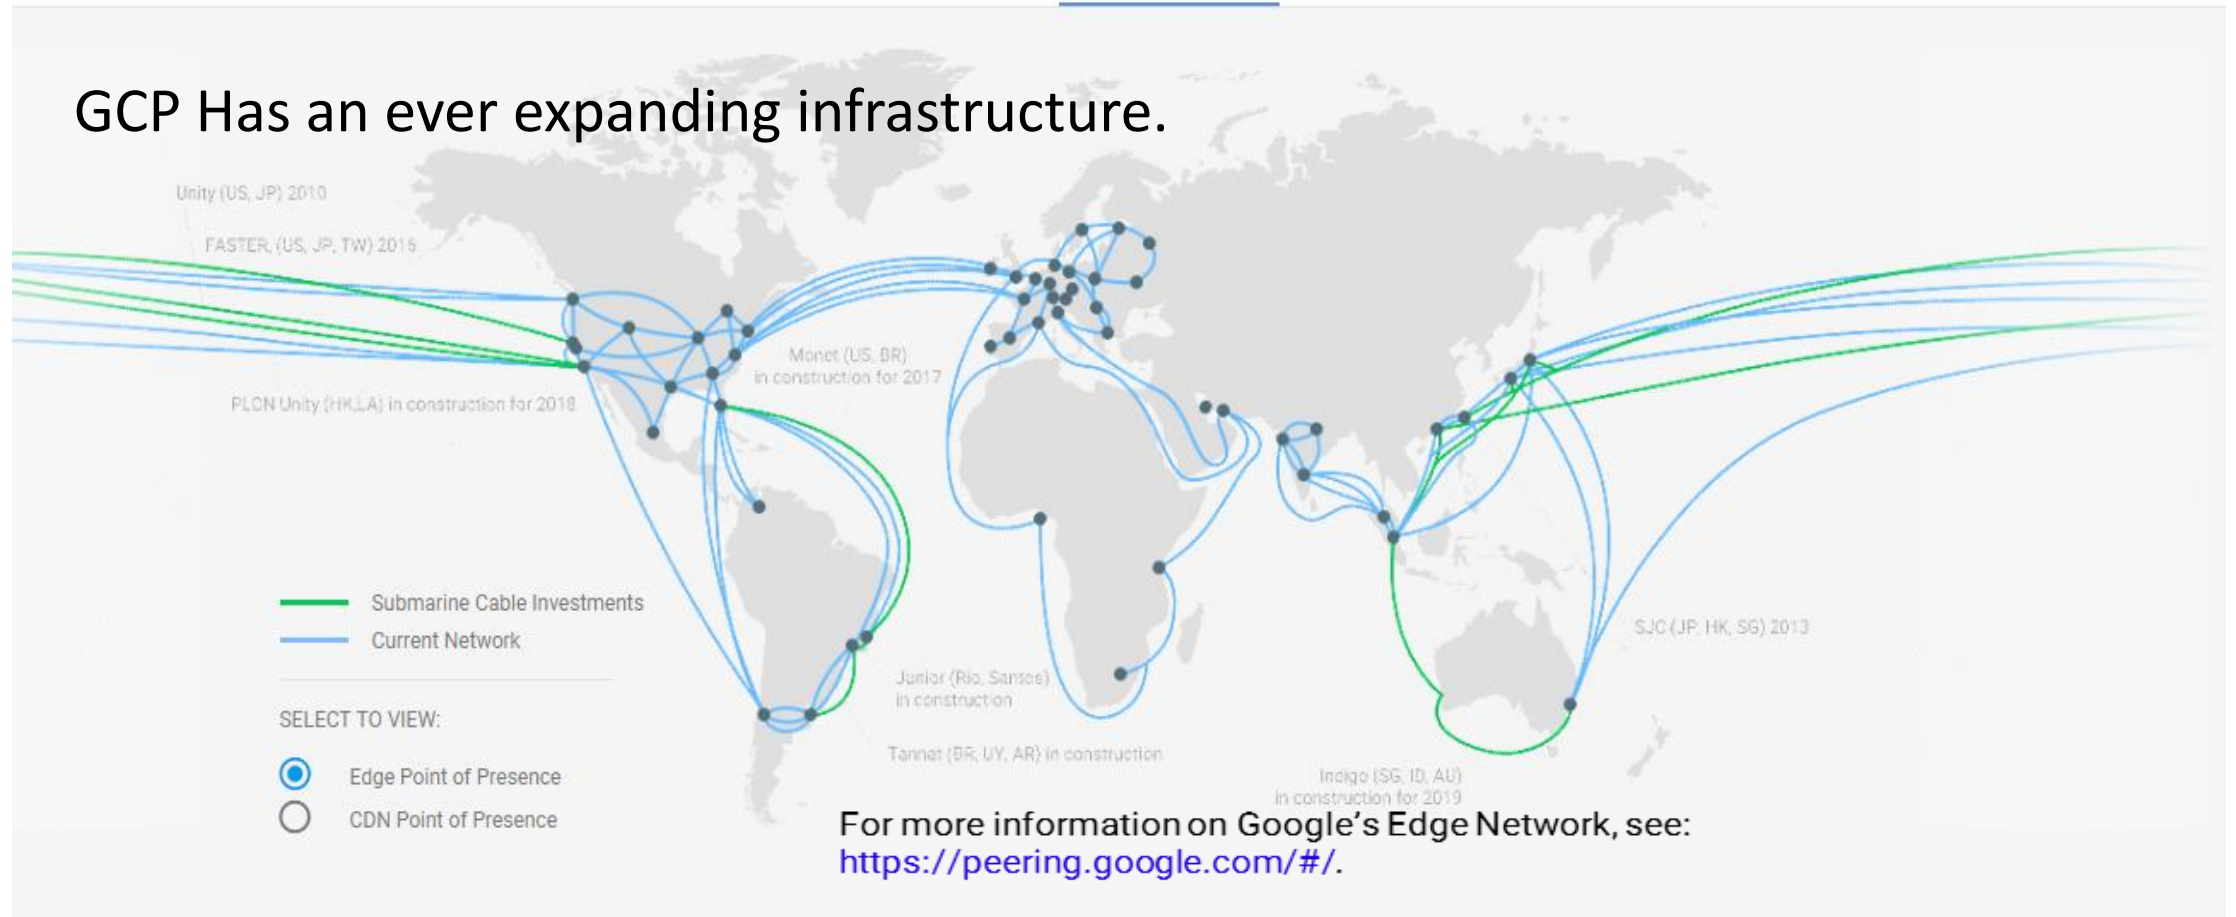 GCP Has an ever expanding infrastructure.
Unity (US, JP) 2010
FASTER, (US, JP, TW) 2016
Monet (US, BR)
in construction for 2017
PLCN Unity (HK,LA) in construction for 2018
Submarine Cable Investments
Current Network
SJC (JP, HK, SG) 2013
Junior (Rio, Santos)
in construction
SELECT TO VIEW:
Tannat (BR, UY, AR) in construction
Edge Point of Presence
Indigo (SG, ID, AU)
in construction for 2019
CDN Point of Presence
For more information on Google's Edge Network, see:
https://peering.google.com/#/.